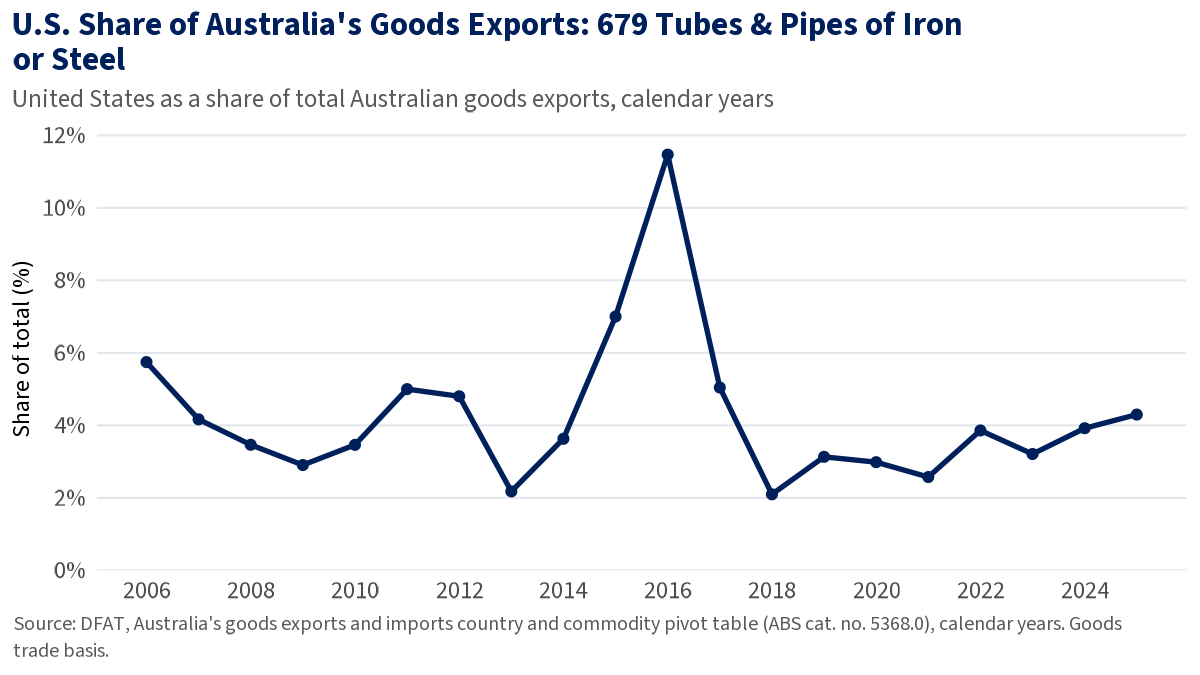 U.S. Share of Australia's Goods Exports: 679 Tubes & Pipes of Iron
or Steel
United States as a share of total Australian goods exports, calendar years
Share of total (%)
12%
10%
8%
6%
4%
2%
0%
2006 2008 2010 2012 2014 2016 2018 2020 2022 2024
Source: DFAT, Australia's goods exports and imports country and commodity pivot table (ABS cat. no. 5368.0), calendar years. Goods
trade basis.